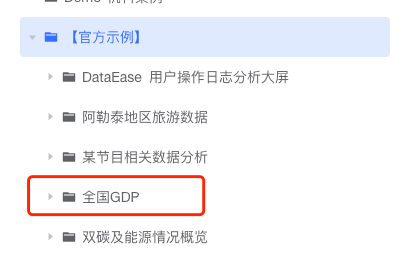 【官方示例】
DataEase 用户操作日志分析大屏
阿勒泰地区旅游数据
某节目相关数据分析
全国GDP
双碳及能源情况概览